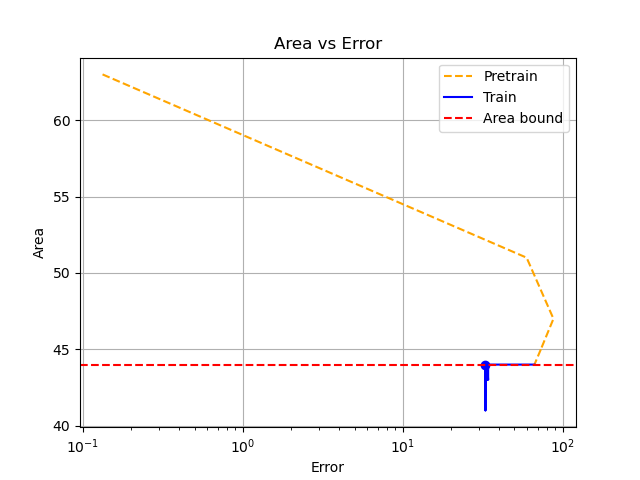 Area vs Error
Pretrain
Train
Area bound
60
55
50
45
40
Area
10⁻¹
10⁰
10¹
10²
Error